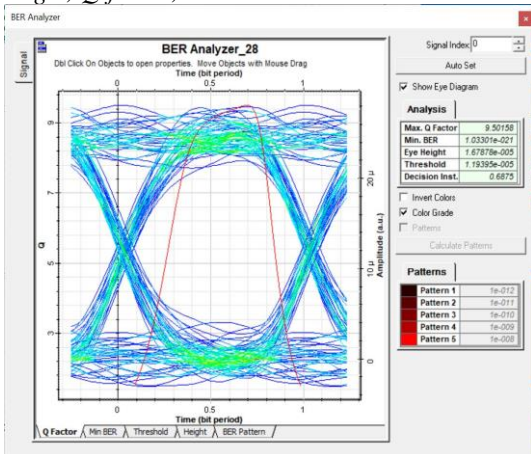 BER Analyzer
Signal
BER Analyzer_28
Dbl Click On Objects to open properties. Move Objects with Mouse Drag
Time (bit period)
0 0.5 1
Q
9
7
5
3
Amplitude (a.u.)
20 µ
10 µ
0
0 0.5 1
Time (bit period)
Q Factor Min BER Threshold Height BER Pattern
Signal Index: 0
Auto Set
Show Eye Diagram
Analysis
Max. Q Factor 9.50158
Min. BER 1.03301e-021
Eye Height 1.67878e-005
Threshold 1.19395e-005
Decision Inst. 0.6875
Invert Colors
Color Grade
Patterns
Calculate Patterns
Patterns
Pattern 1 1e-012
Pattern 2 1e-011
Pattern 3 1e-010
Pattern 4 1e-009
Pattern 5 1e-008